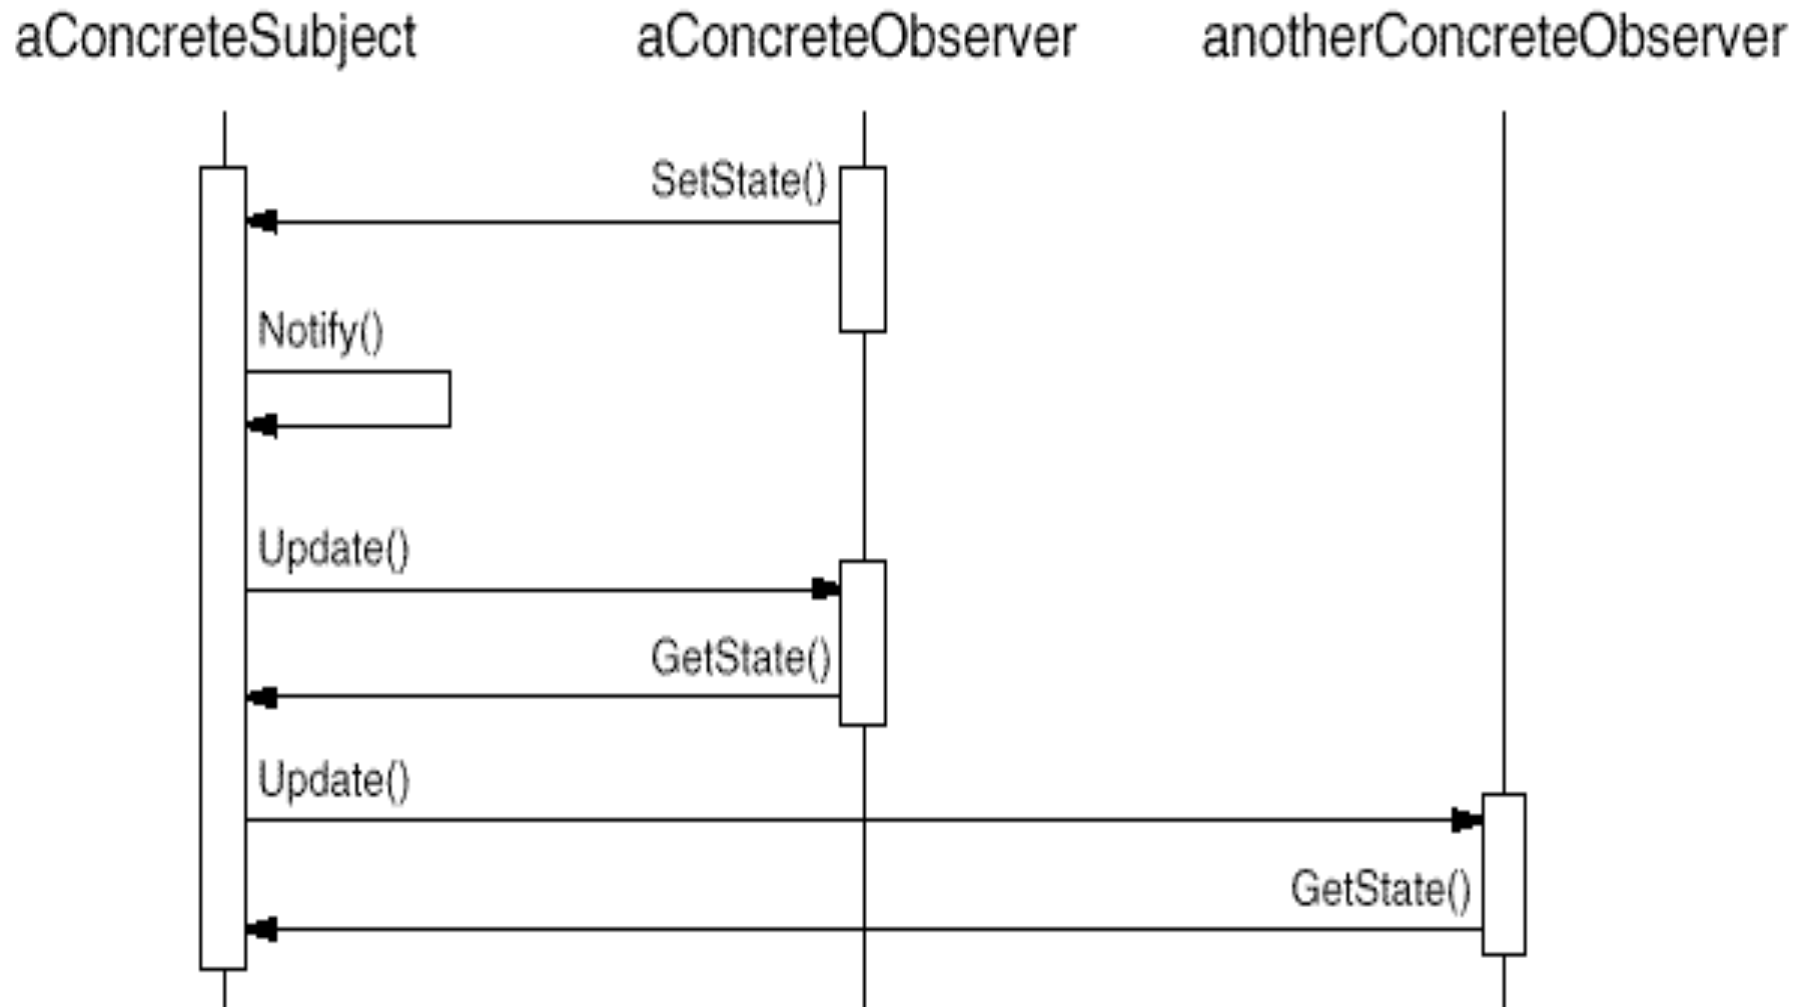 aConcreteSubject
aConcreteObserver
anotherConcreteObserver
SetState()
Notify()
Update()
GetState()
Update()
GetState()